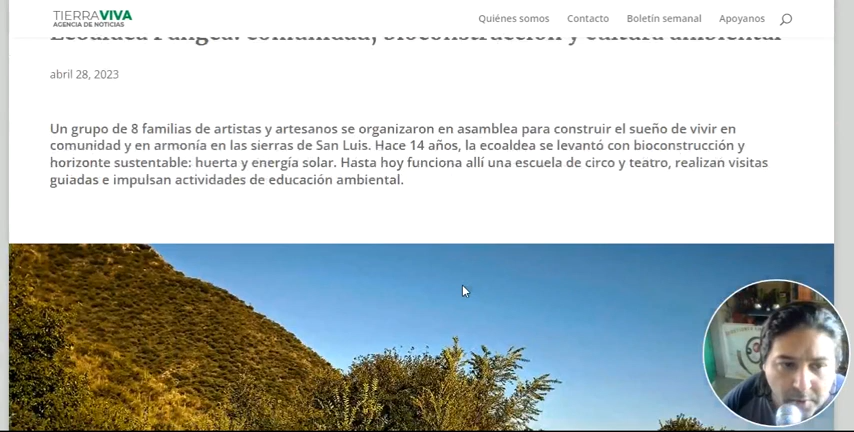 TIERRAVIVA
AGENCIA DE NOTICIAS
Quiénes somos Contacto Boletín semanal Apoyanos
Ecoaldea Pangea: comunidad, bioconstrucción y cultura ambiental
abril 28, 2023
Un grupo de 8 familias de artistas y artesanos se organizaron en asamblea para construir el sueño de vivir en
comunidad y en armonía en las sierras de San Luis. Hace 14 años, la ecoaldea se levantó con bioconstrucción y
horizonte sustentable: huerta y energía solar. Hasta hoy funciona allí una escuela de circo y teatro, realizan visitas
guiadas e impulsan actividades de educación ambiental.